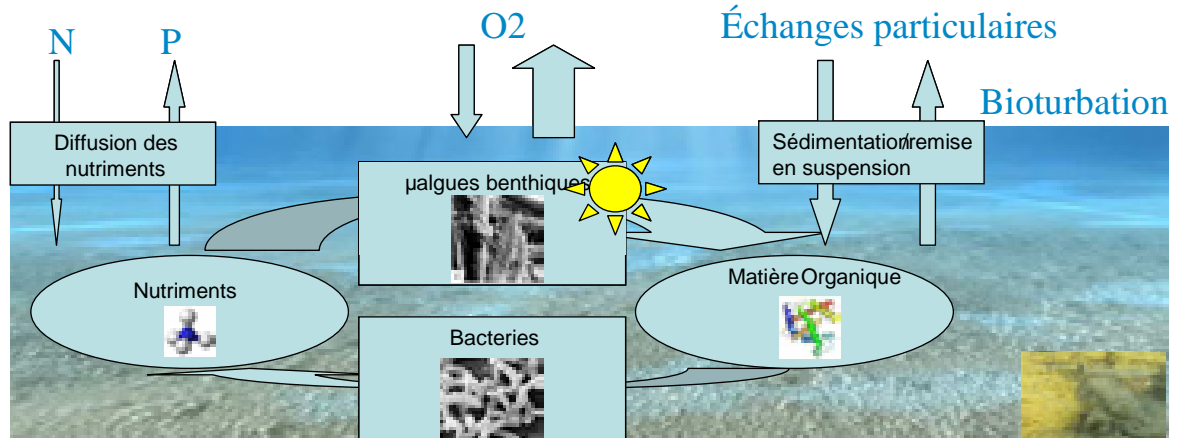 N P O2 Échanges particulaires
Bioturbation
Diffusion des
nutriments
Sédimentation/remise
en suspension
µalgues benthiques
Nutriments
Matière Organique
Bacteries